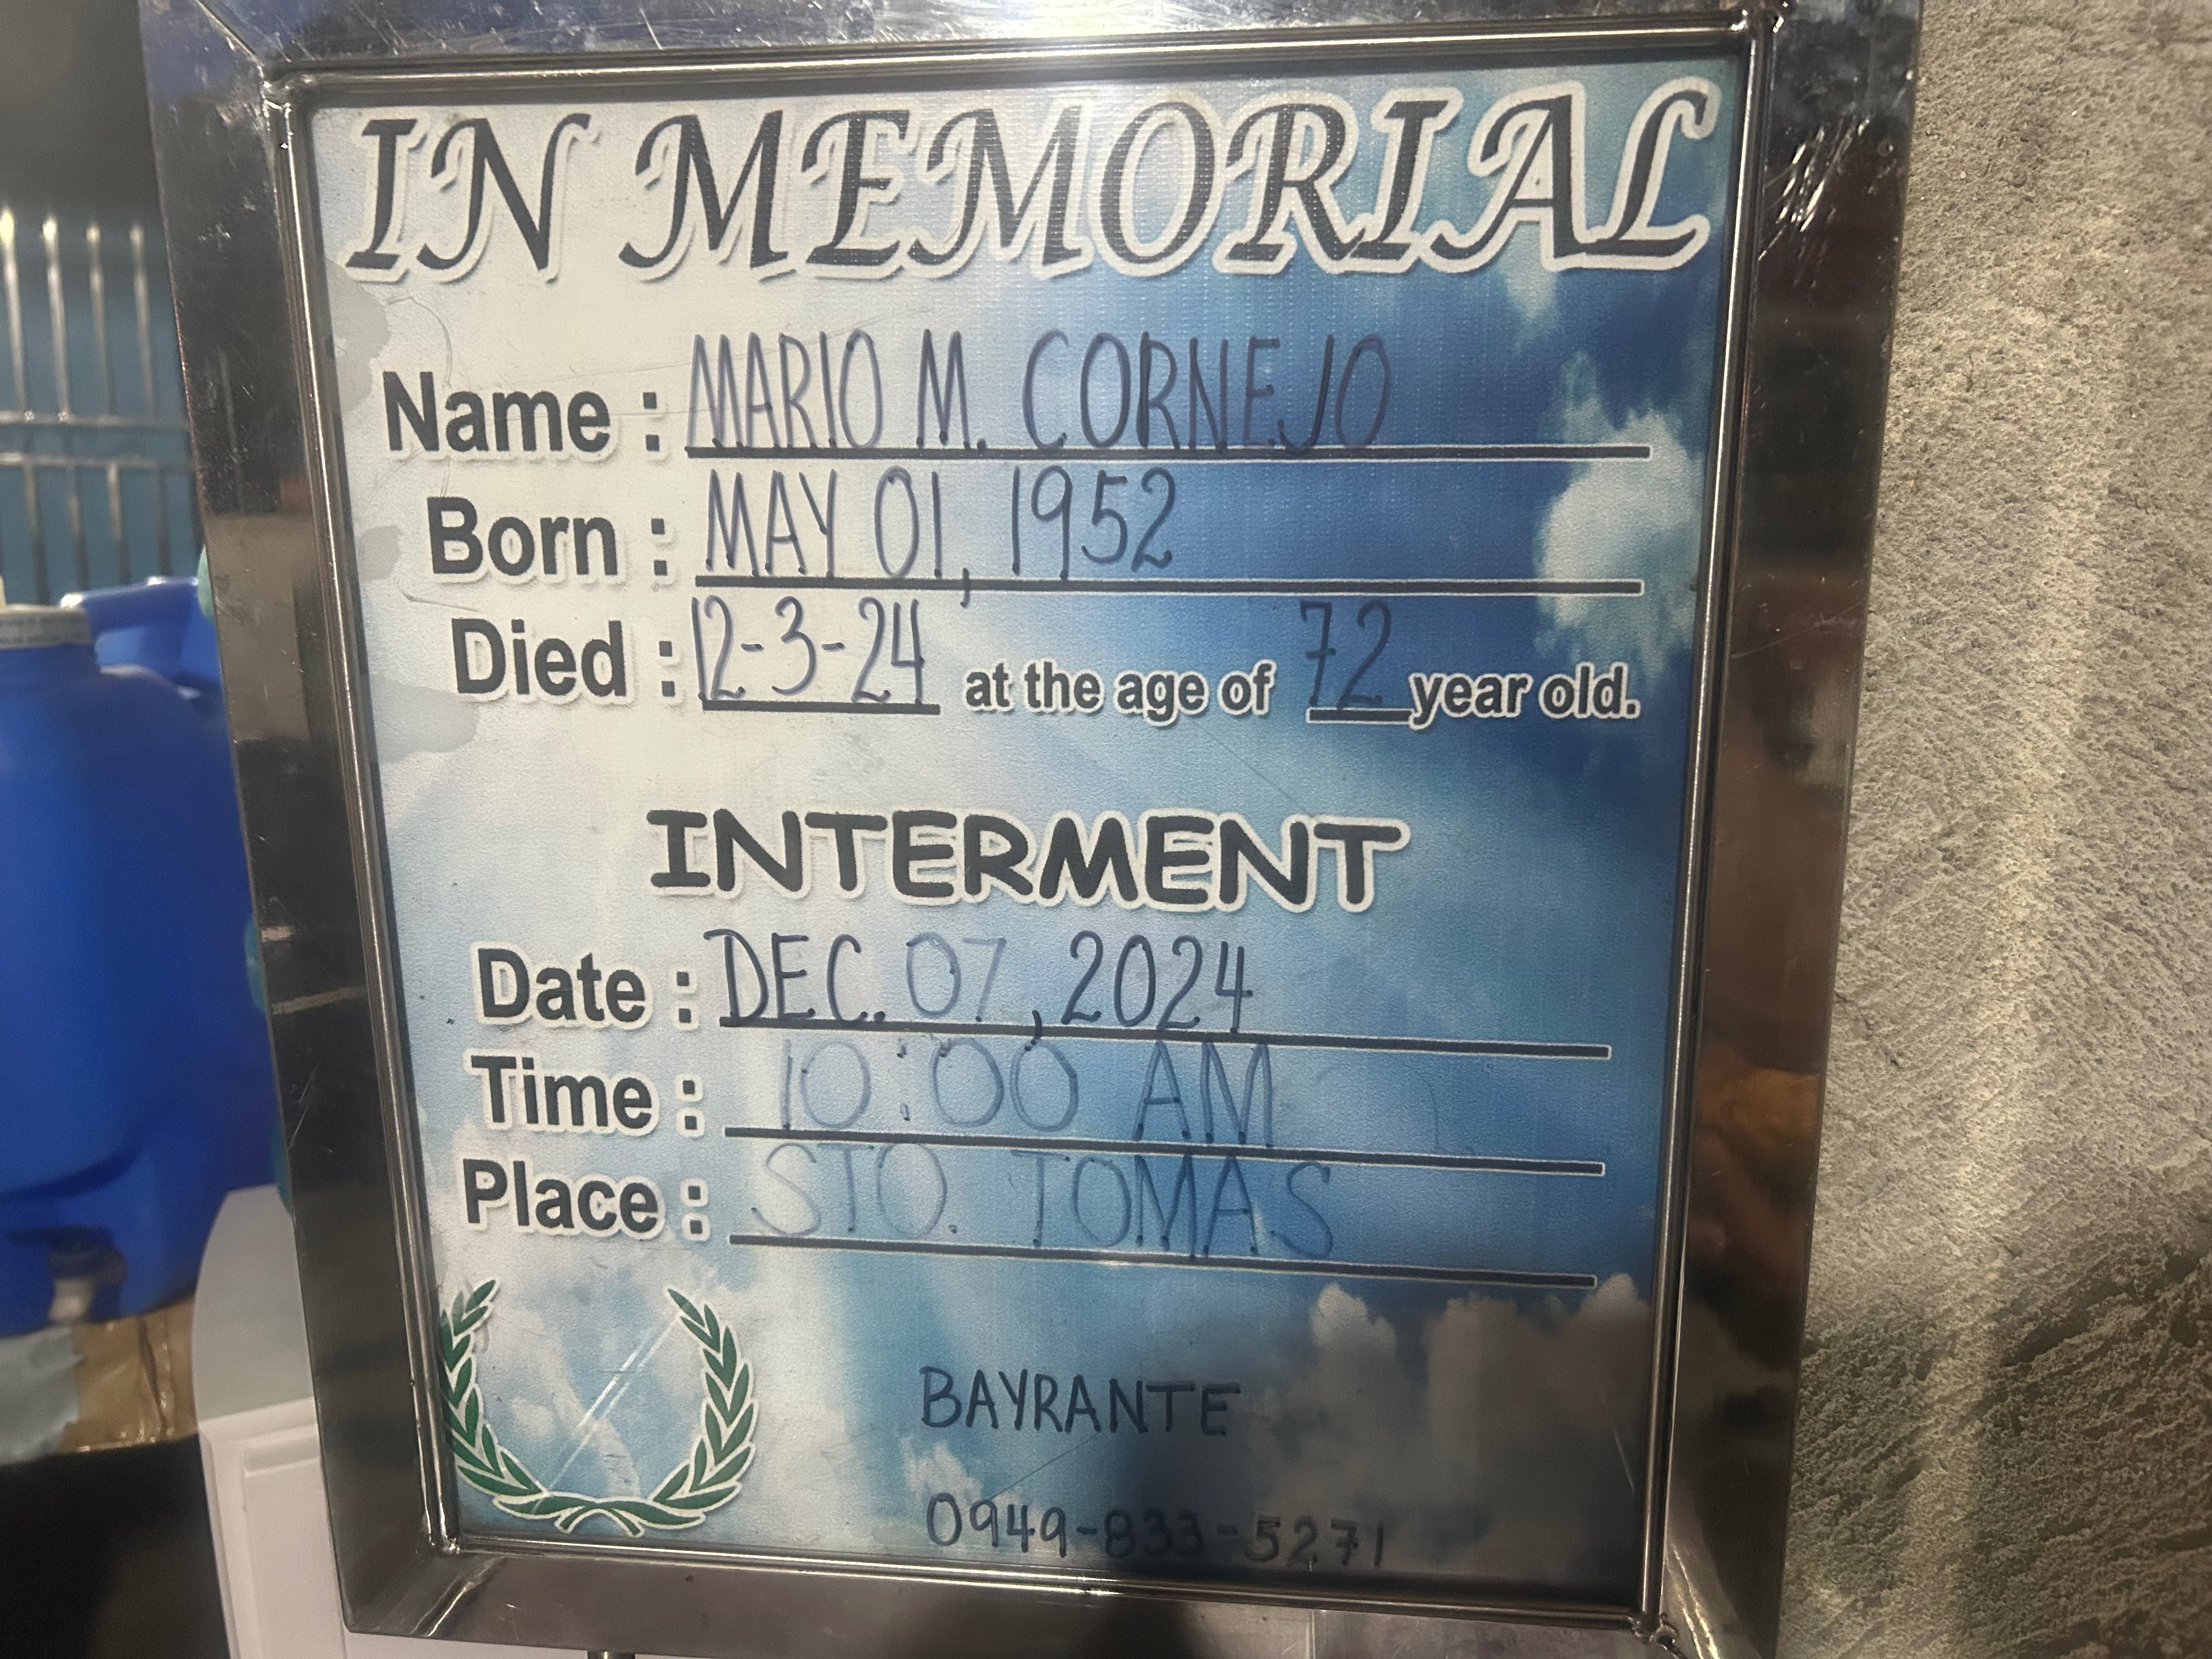 IN MEMORIAL
Name : MARIO M. CORNEJO
Born : MAY 01, 1952
Died : 12-3-24 at the age of 72 year old.
INTERMENT
Date : DEC. 07, 2024
Time : 10:00 AM
Place : STO. TOMAS
BAYRANTE
0949-833-5271